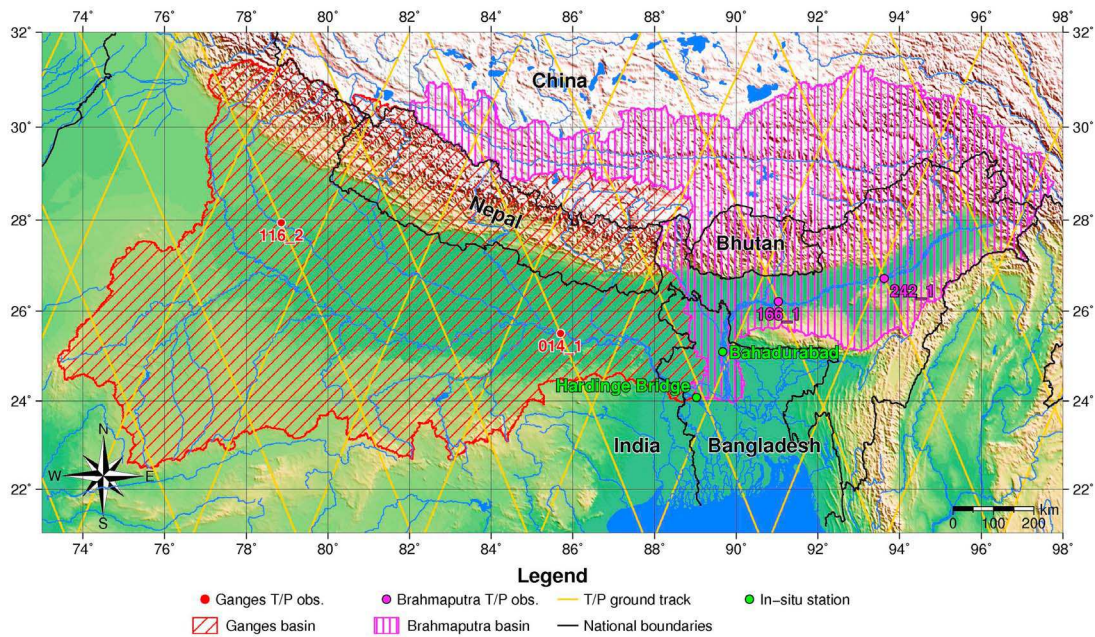 74° 76° 78° 80° 82° 84° 86° 88° 90° 92° 94° 96° 98°
32° 32°
China
30° 30°
28° 28°
116_2
Nepal
Bhutan
242_1
26° 26°
166_1
014_1
Bahadurabad
Hardinge Bridge
24° 24°
N
India Bangladesh
W E
22° 22°
S
0 100 200 km
74° 76° 78° 80° 82° 84° 86° 88° 90° 92° 94° 96° 98°
Legend
Ganges T/P obs. Brahmaputra T/P obs. T/P ground track In-situ station
Ganges basin Brahmaputra basin National boundaries